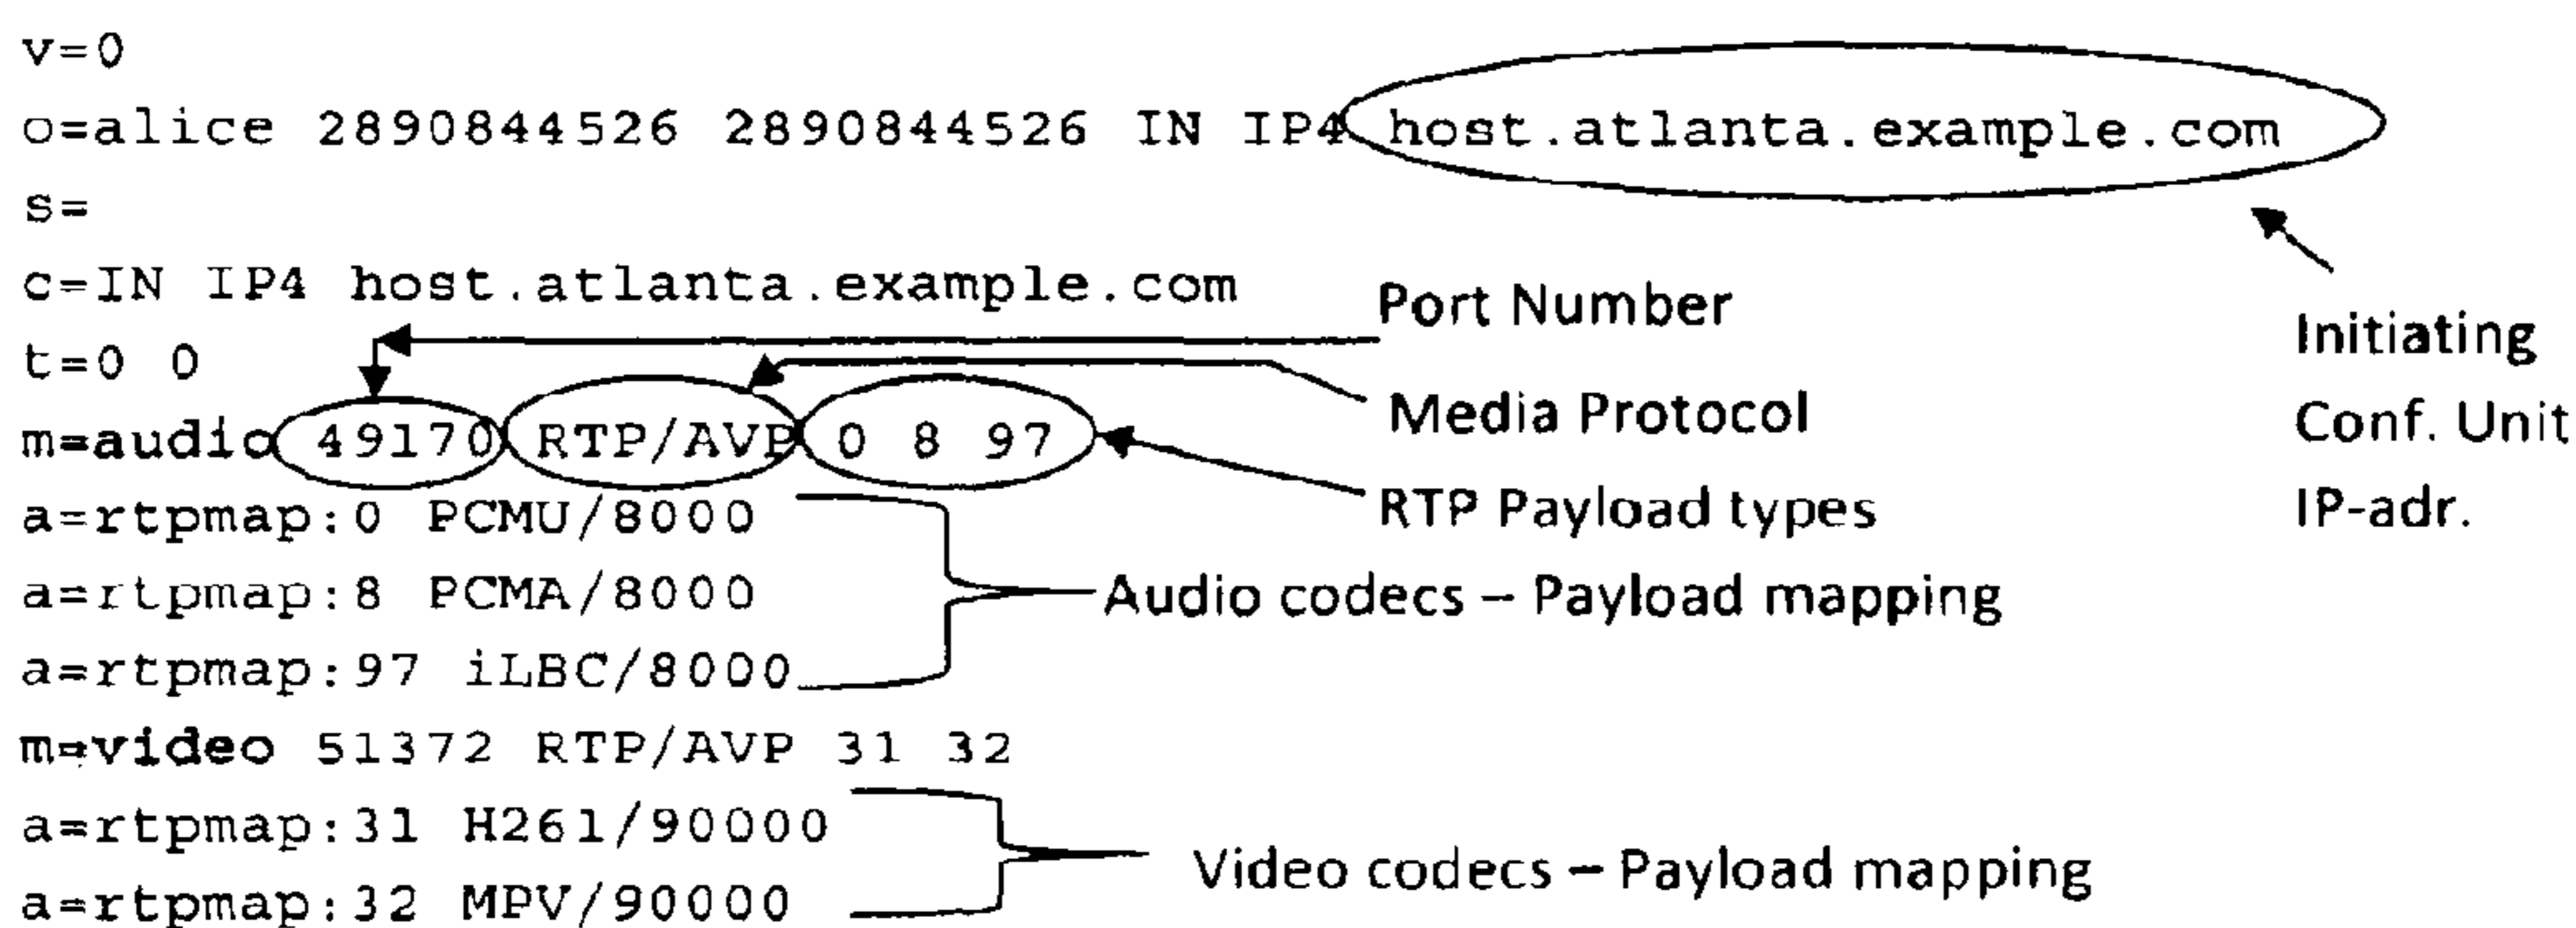 v=0
o=alice 2890844526 2890844526 IN IP4 host.atlanta.example.com
s=
c=IN IP4 host.atlanta.example.com
Port Number
Initiating
Conf. Unit
IP-adr.
t=0 0
Media Protocol
m=audio 49170 RTP/AVP 0 8 97
RTP Payload types
a=rtpmap:0 PCMU/8000
a=rtpmap:8 PCMA/8000
Audio codecs – Payload mapping
a=rtpmap:97 iLBC/8000
m=video 51372 RTP/AVP 31 32
a=rtpmap:31 H261/90000
Video codecs – Payload mapping
a=rtpmap:32 MPV/90000